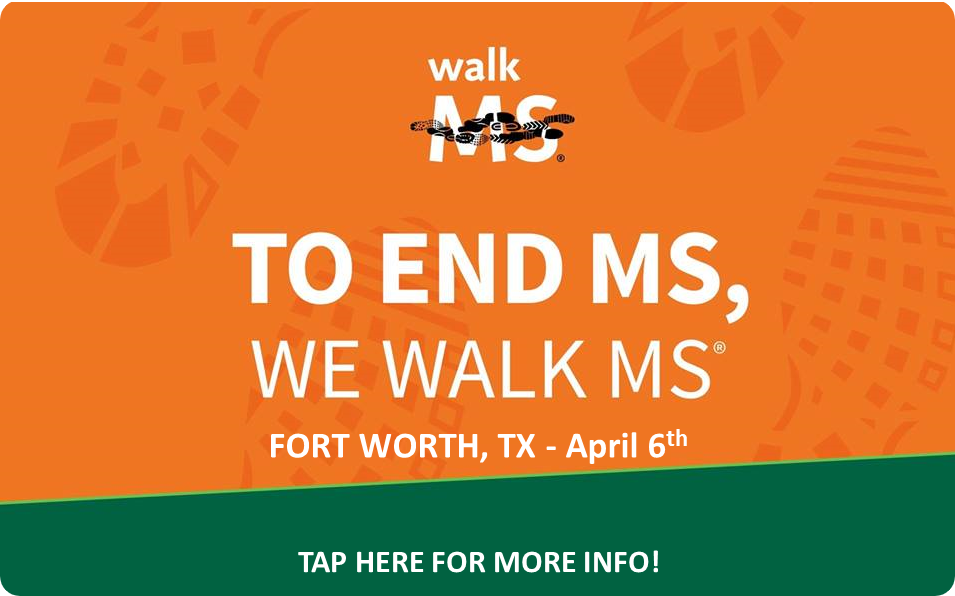 walk
MS®
TO END MS,
WE WALK MS®
FORT WORTH, TX - April 6th
TAP HERE FOR MORE INFO!